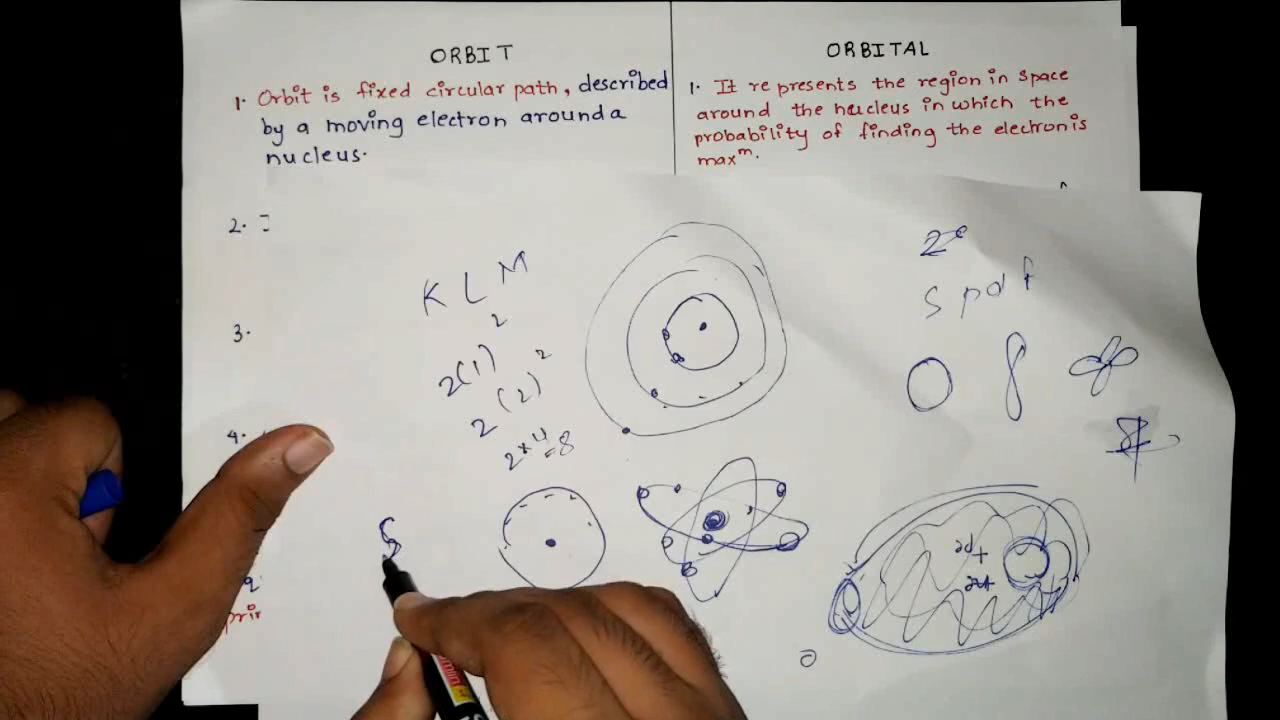 ORBIT
1. Orbit is fixed circular path, described
by a moving electron around a
nucleus.
2.
3.
4.
ORBITAL
1. It represents the region in space
around the nucleus in which the
probability of finding the electron is
max^m.
K L M
2(1)²
2(2)²
2×4=8
2e
s p d f